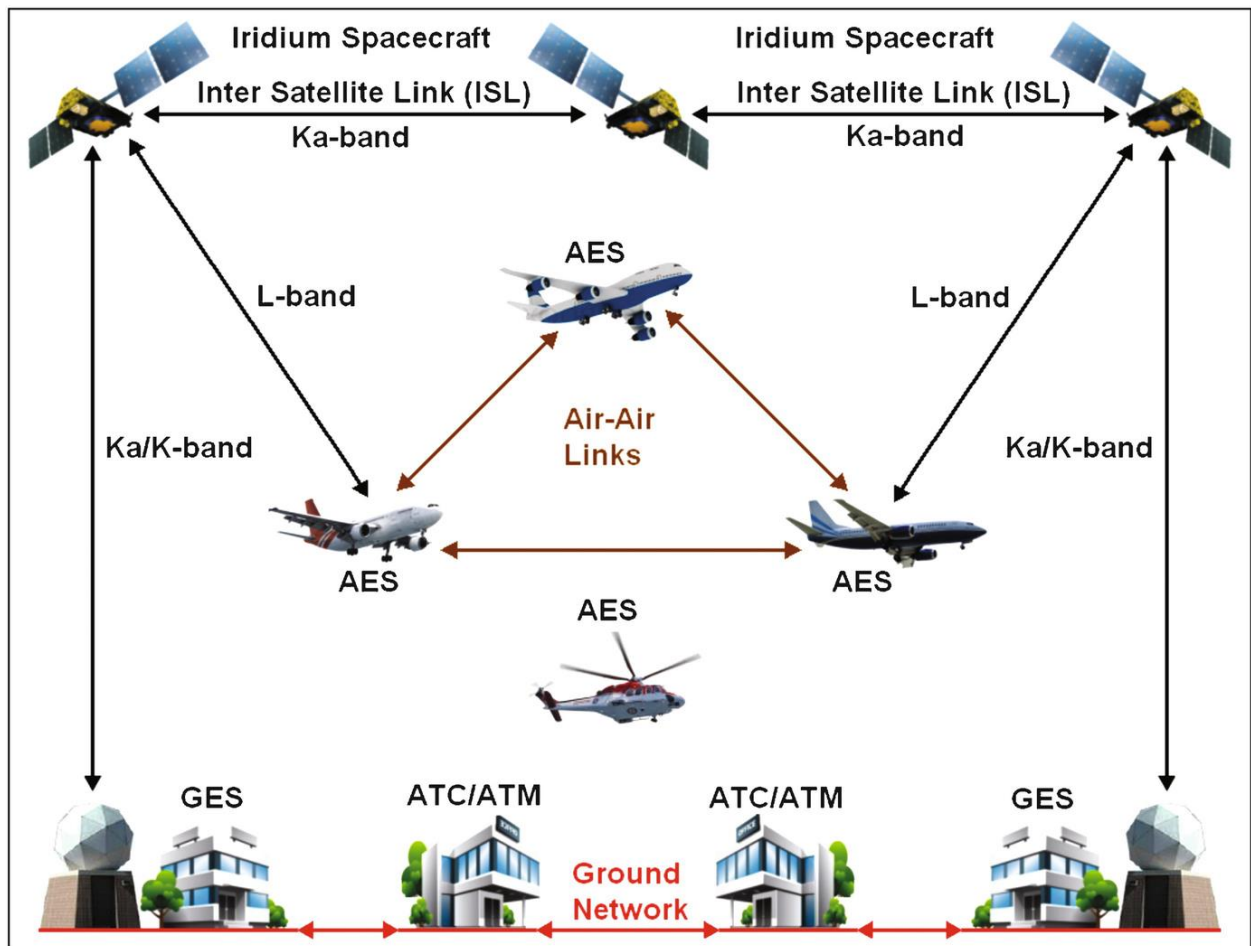 Iridium Spacecraft
Iridium Spacecraft
Inter Satellite Link (ISL)
Inter Satellite Link (ISL)
Ka-band
Ka-band
AES
L-band
L-band
Air-Air
Links
Ka/K-band
Ka/K-band
AES
AES
AES
GES
ATC/ATM
ATC/ATM
GES
OFFICE
Ground
Network